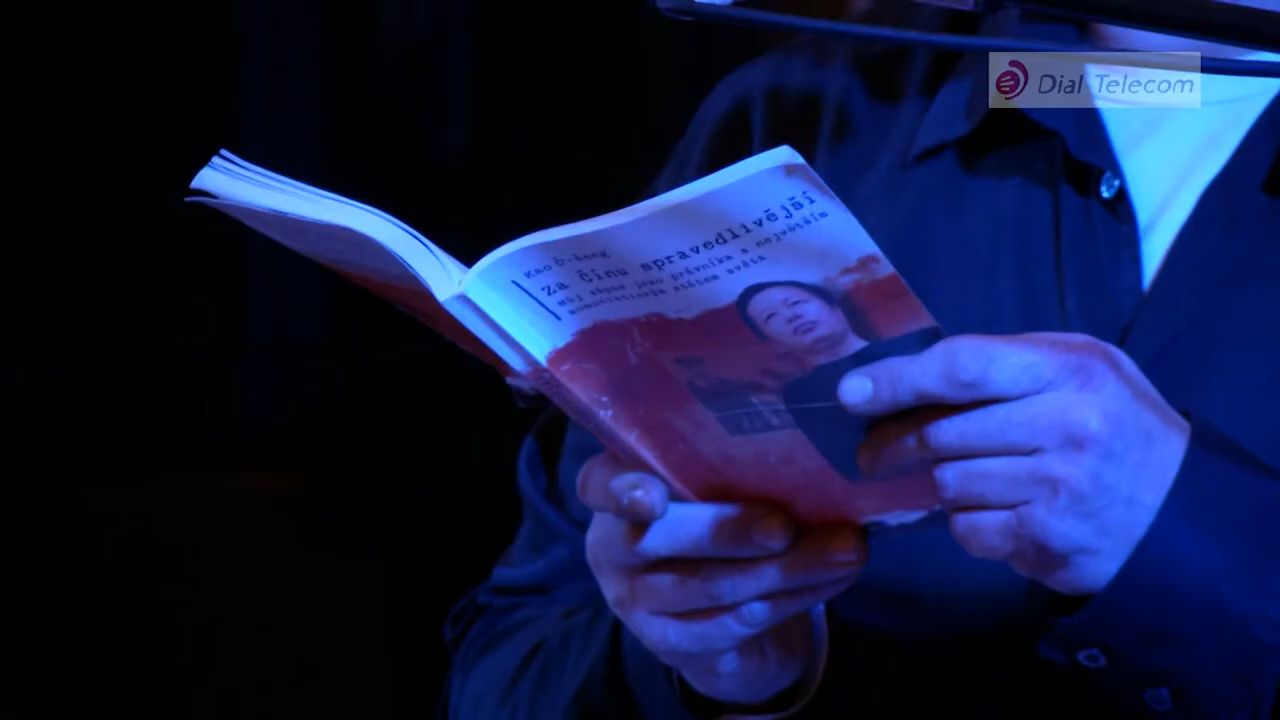 Dial Telecom
Kao Č'-šeng
Za Čínu spravedlivější
Můj zápas jako právníka s největším
komunistickým státem světa